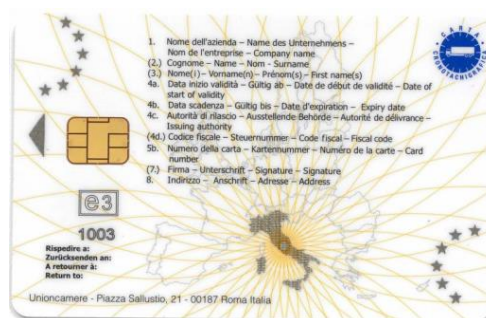 1. Nome dell'azienda – Name des Unternehmens –
Nom de l'entreprise – Company name
(2.) Cognome – Name – Nom - Surname
(3.) Nome(i) – Vorname(n) – Prénom(s) – First name(s)
4a. Data inizio validità – Gültig ab – Date de début de validité – Date of
start of validity
4b. Data scadenza – Gültig bis – Date d'expiration – Expiry date
4c. Autorità di rilascio – Ausstellende Behörde – Autorité de délivrance –
Issuing authority
(4d.) Codice fiscale – Steuernummer – Code fiscal – Fiscal code
5b. Numero della carta – Kartennummer – Numéro de la carte – Card
number
(7.) Firma – Unterschrift – Signature – Signature
8. Indirizzo – Anschrift – Adresse – Address
CARTA
CRONOTACHIGRAFICA
e3
1003
Rispedire a:
Zurücksenden an:
A retourner à:
Return to:
Unioncamere - Piazza Sallustio, 21 - 00187 Roma Italia